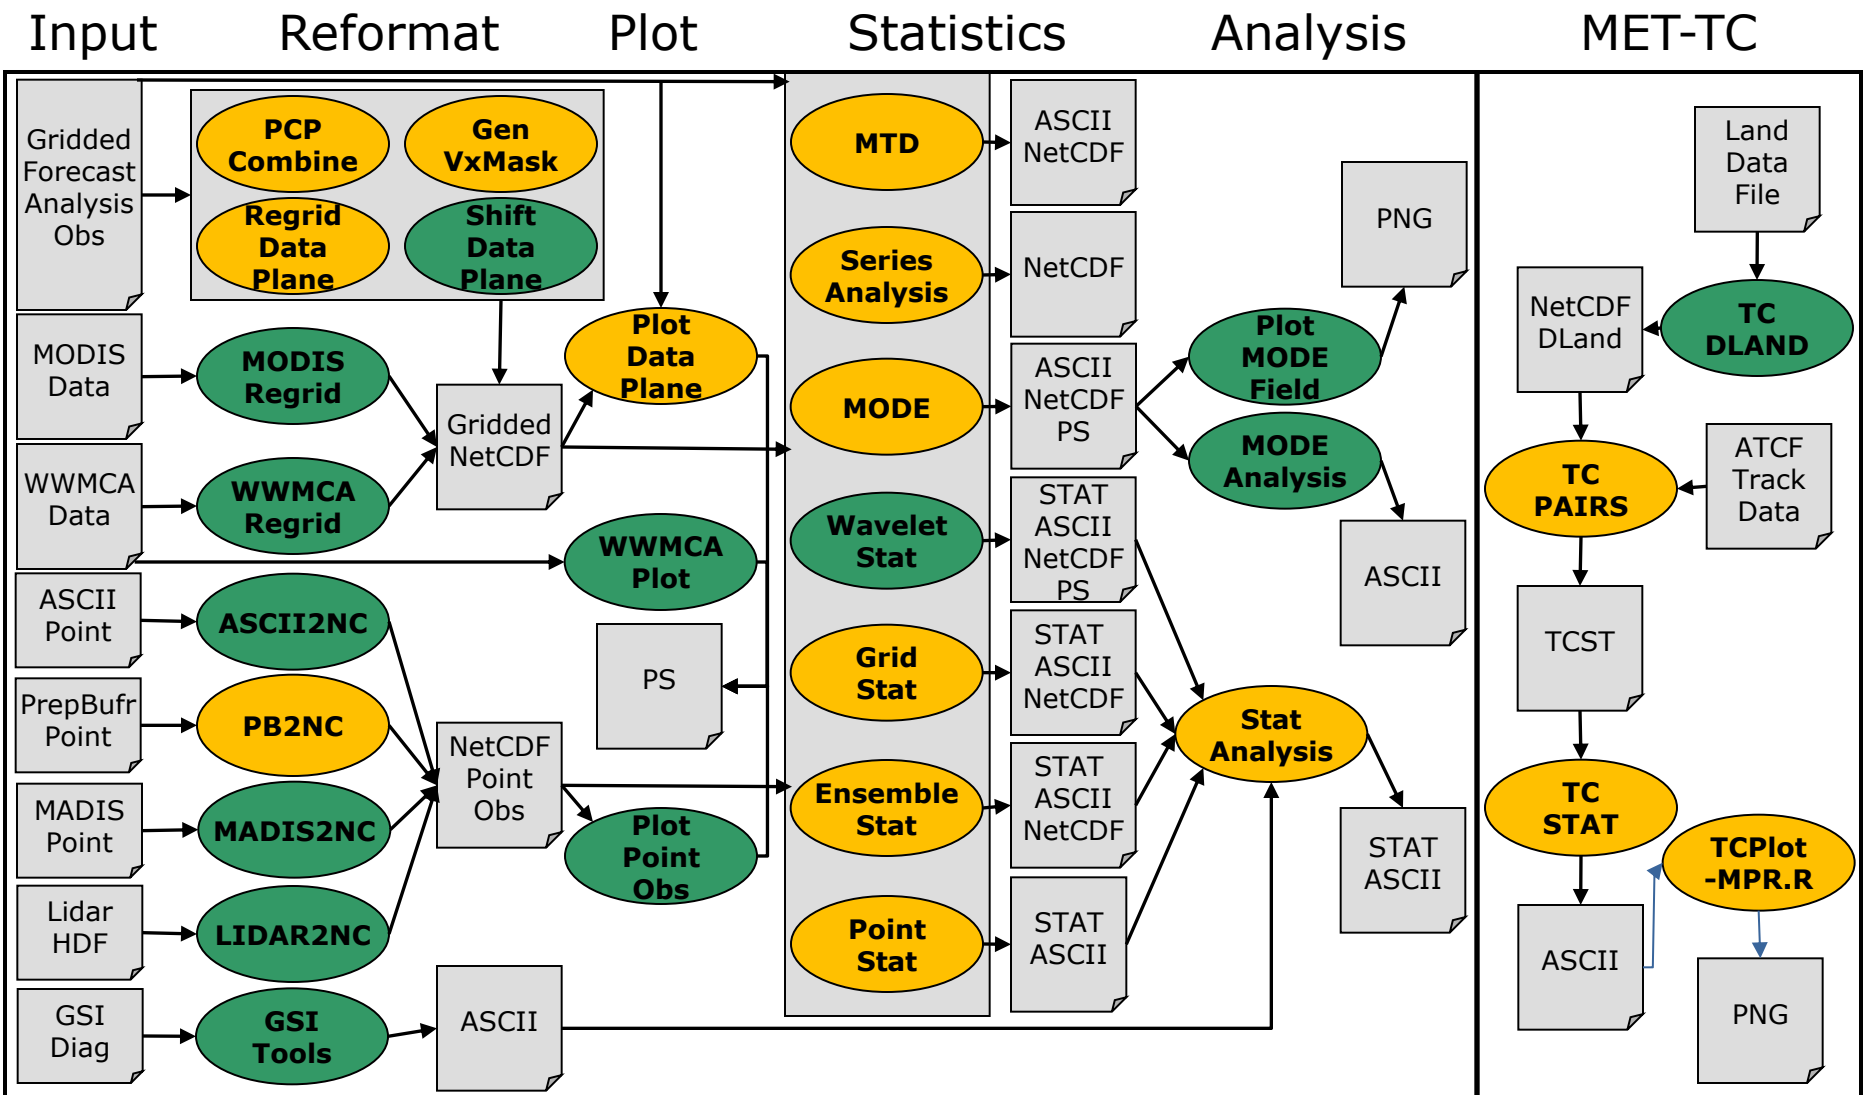 Input
Reformat
Plot
Statistics
Analysis
MET-TC
Gridded
Forecast
Analysis
Obs
MODIS
Data
WWMCA
Data
ASCII
Point
PrepBufr
Point
MADIS
Point
Lidar
HDF
GSI
Diag
PCP
Combine
Gen
VxMask
Regrid
Data
Plane
Shift
Data
Plane
MODIS
Regrid
WWMCA
Regrid
ASCII2NC
PB2NC
MADIS2NC
LIDAR2NC
GSI
Tools
Gridded
NetCDF
NetCDF
Point
Obs
ASCII
Plot
Data
Plane
WWMCA
Plot
PS
Plot
Point
Obs
MTD
Series
Analysis
MODE
Wavelet
Stat
Grid
Stat
Ensemble
Stat
Point
Stat
ASCII
NetCDF
NetCDF
ASCII
NetCDF
PS
STAT
ASCII
NetCDF
PS
STAT
ASCII
NetCDF
STAT
ASCII
NetCDF
STAT
ASCII
Plot
MODE
Field
MODE
Analysis
Stat
Analysis
PNG
ASCII
STAT
ASCII
Land
Data
File
NetCDF
DLand
TC
DLAND
TC
PAIRS
ATCF
Track
Data
TCST
TC
STAT
TCPlot
-MPR.R
ASCII
PNG